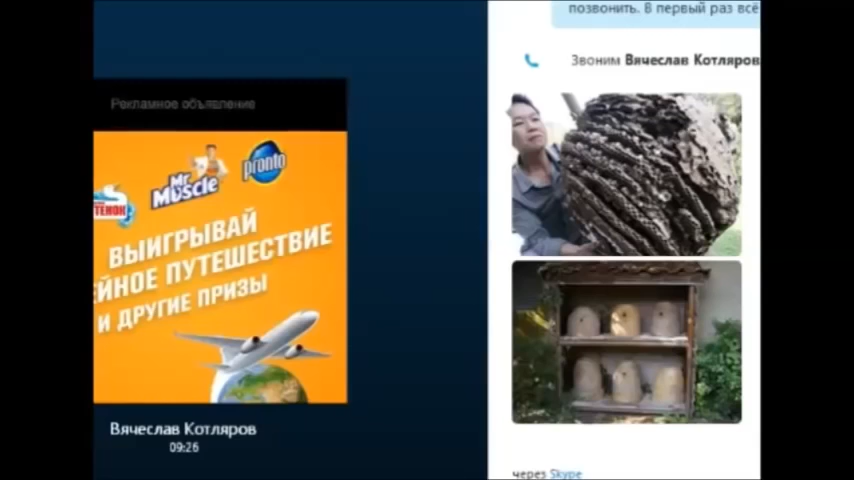 Рекламное объявление
Mr Muscle
pronto
ТЕНОК
ВЫИГРЫВАЙ
ЕЙНОЕ ПУТЕШЕСТВИЕ
И ДРУГИЕ ПРИЗЫ
Вячеслав Котляров
09:26
позвонить. В первый раз всё
Звоним Вячеслав Котляров
через Skype